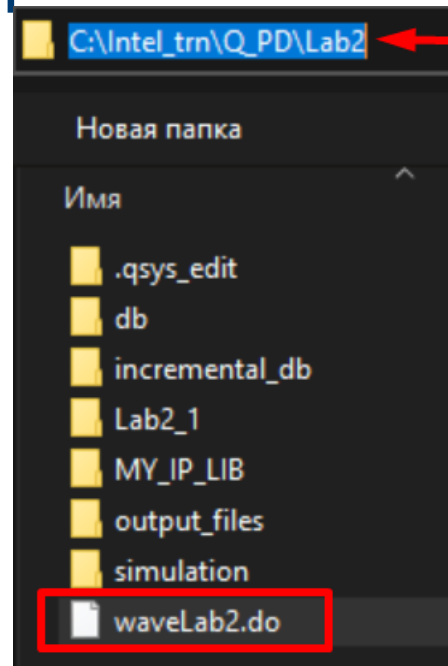 C:\Intel_trn\Q_PD\Lab2
Новая папка
Имя
.qsys_edit
db
incremental_db
Lab2_1
MY_IP_LIB
output_files
simulation
waveLab2.do